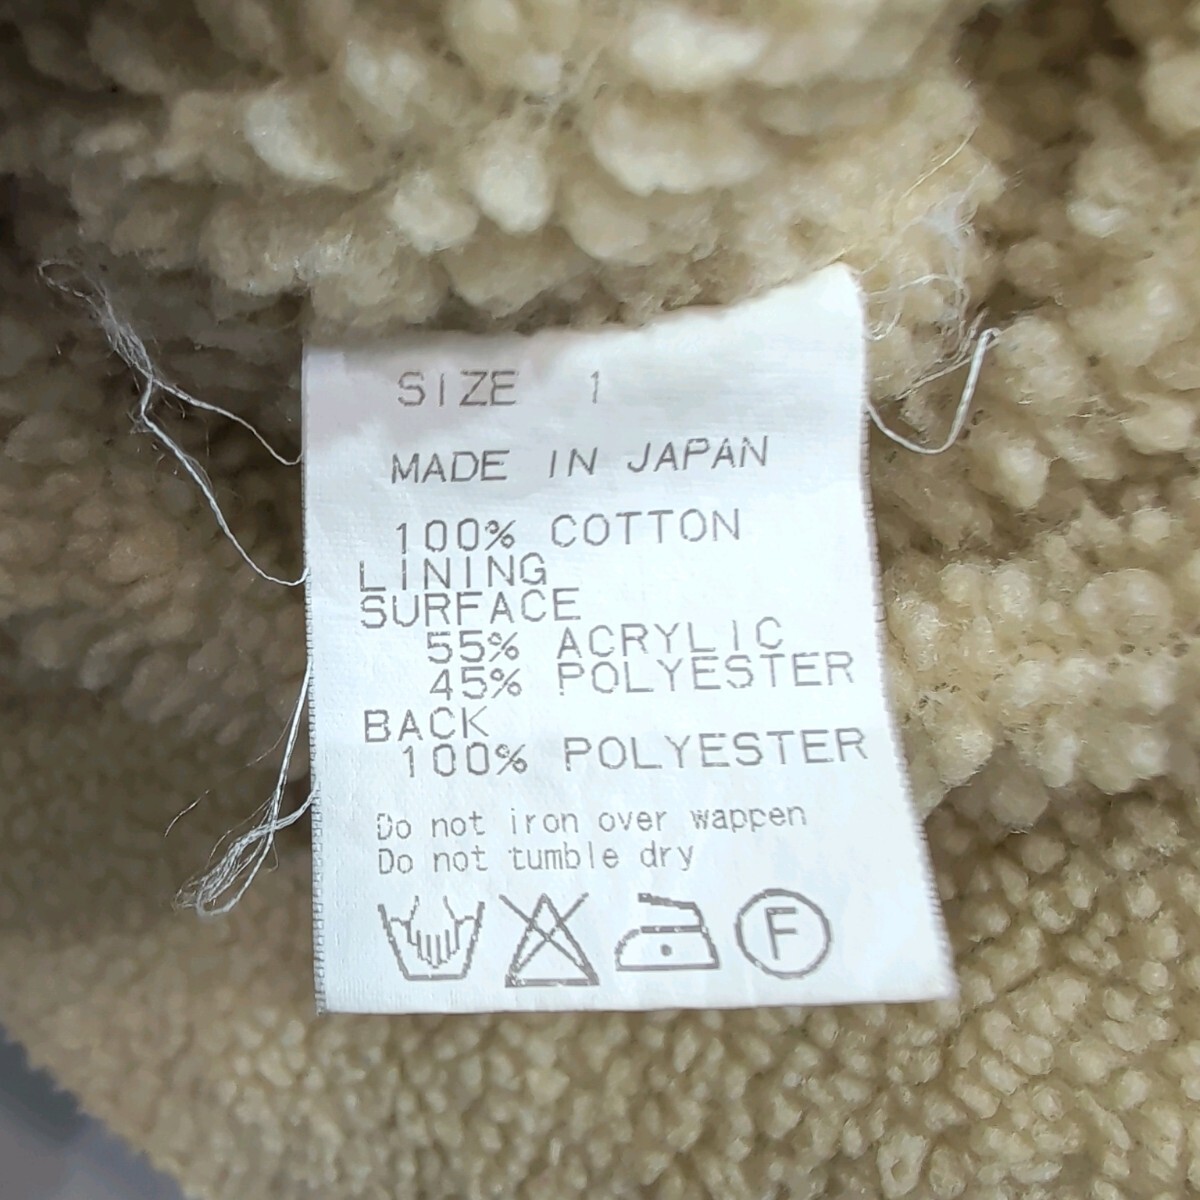 SIZE 1
MADE IN JAPAN
100% COTTON
LINING
SURFACE
55% ACRYLIC
45% POLYESTER
BACK
100% POLYESTER
Do not iron over wappen
Do not tumble dry
F